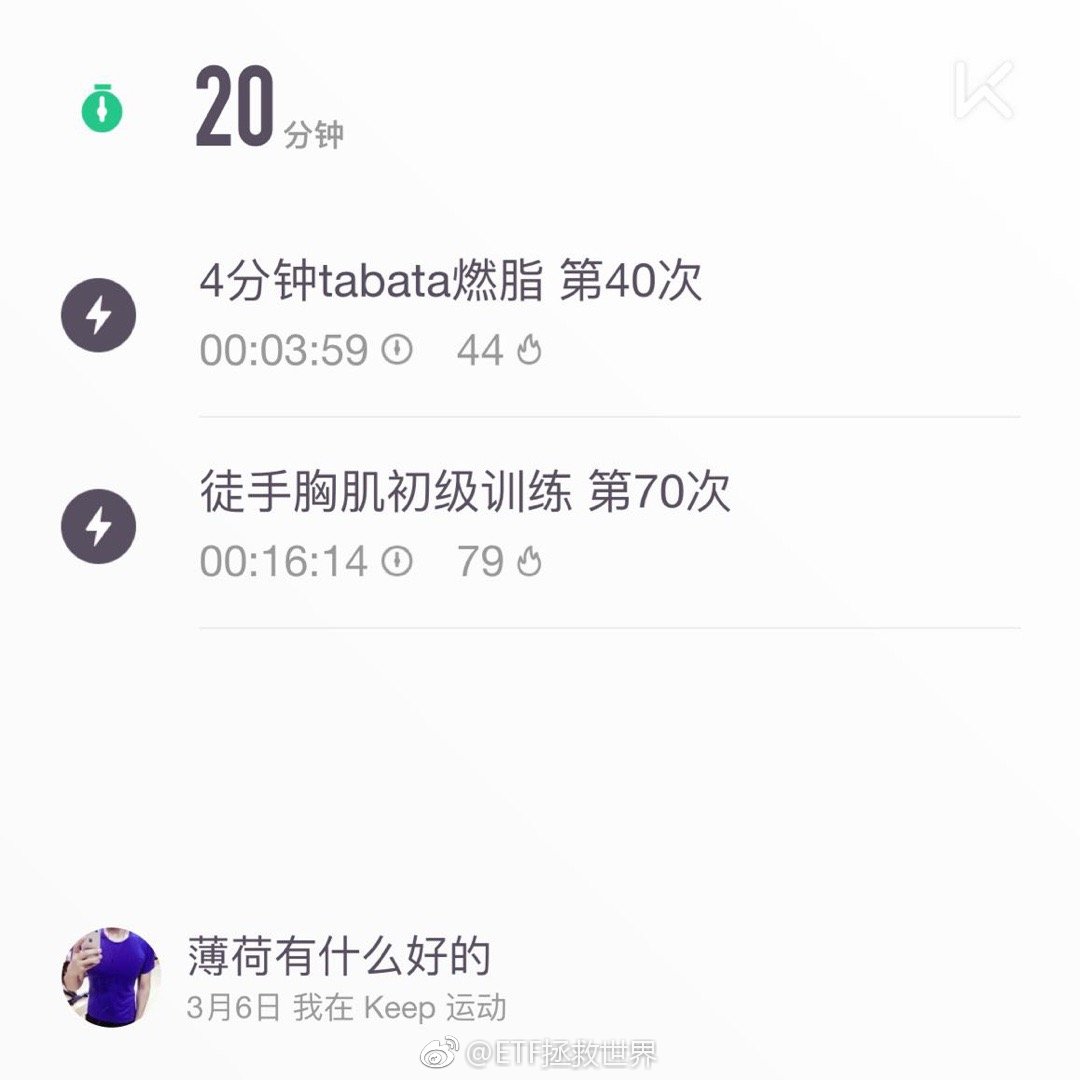 20 分钟
4分钟tabata燃脂 第40次
00:03:59 44
徒手胸肌初级训练 第70次
00:16:14 79
薄荷有什么好的
3月6日 我在 Keep 运动
@ETF拯救世界